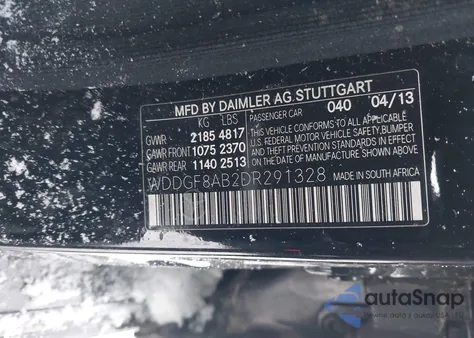 MFD BY DAIMLER AG.STUTTGART
KG LBS
GVWR 2185 4817
GAWR FRONT 1075 2370
GAWR REAR 1140 2513
PASSENGER CAR 040 04/13
THIS VEHICLE CONFORMS TO ALL APPLICABLE
U.S. FEDERAL MOTOR VEHICLE SAFETY,BUMPER
AND THEFT PREVENTION STANDARDS IN EFFECT
ON THE DATE OF MANUFACTURE SHOWN ABOVE.
WDDGF8AB2DR291328
MADE IN SOUTH AFRICA
autoSnap